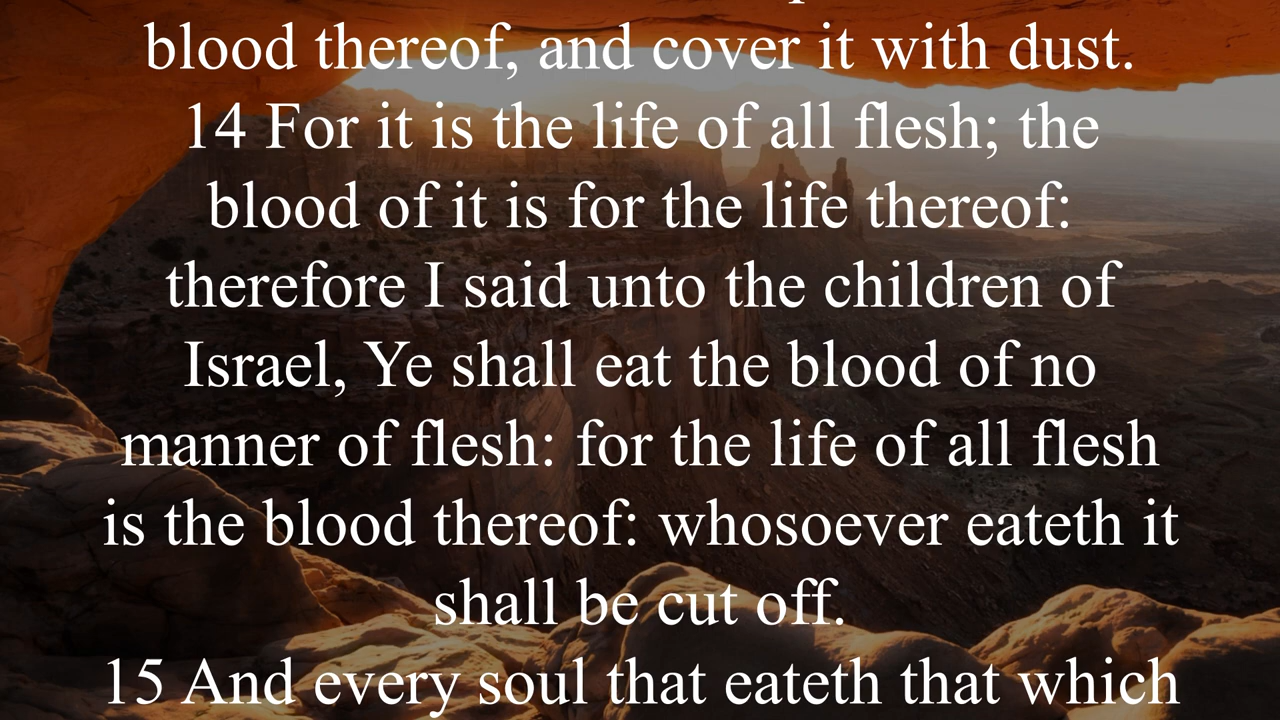 blood thereof, and cover it with dust.
14 For it is the life of all flesh; the
blood of it is for the life thereof:
therefore I said unto the children of
Israel, Ye shall eat the blood of no
manner of flesh: for the life of all flesh
is the blood thereof: whosoever eateth it
shall be cut off.
15 And every soul that eateth that which